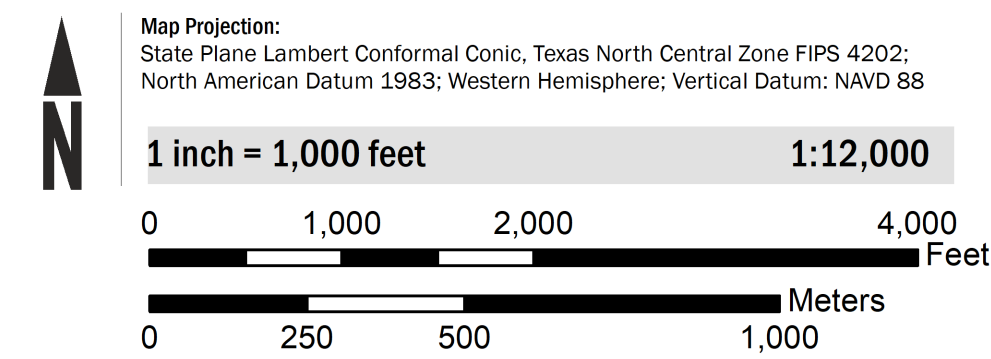 N
Map Projection:
State Plane Lambert Conformal Conic, Texas North Central Zone FIPS 4202;
North American Datum 1983; Western Hemisphere; Vertical Datum: NAVD 88
1 inch = 1,000 feet 1:12,000
0 1,000 2,000 4,000
Feet
Meters
0 250 500 1,000